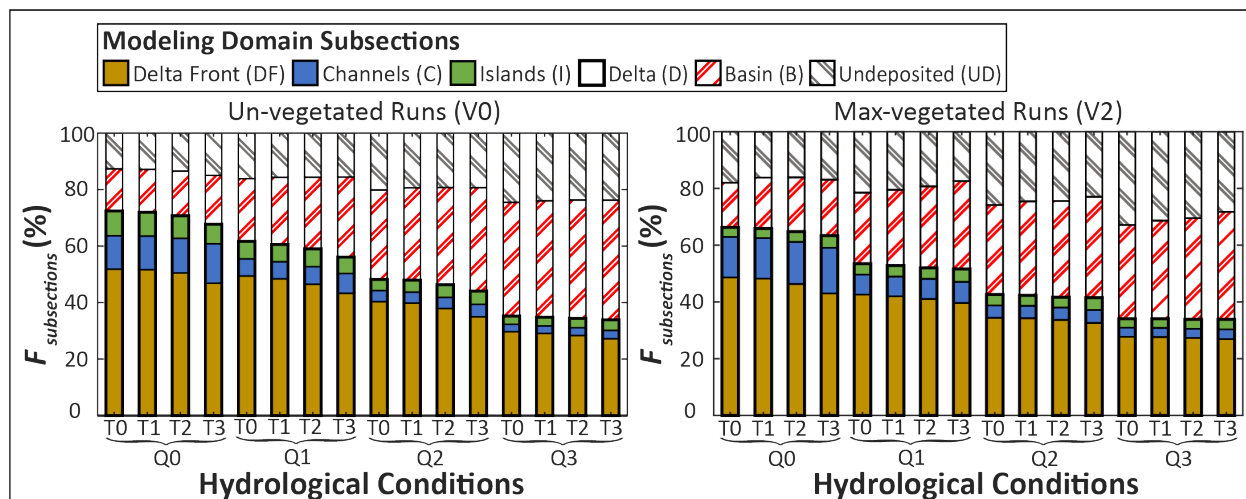 Modeling Domain Subsections
Delta Front (DF) Channels (C) Islands (I) Delta (D) Basin (B) Undeposited (UD)
Un-vegetated Runs (V0)
100
80
60
40
20
0
F subsections (%)
T0 T1 T2 T3 T0 T1 T2 T3 T0 T1 T2 T3 T0 T1 T2 T3
Q0 Q1 Q2 Q3
Hydrological Conditions
Max-vegetated Runs (V2)
100
80
60
40
20
0
F subsections (%)
T0 T1 T2 T3 T0 T1 T2 T3 T0 T1 T2 T3 T0 T1 T2 T3
Q0 Q1 Q2 Q3
Hydrological Conditions